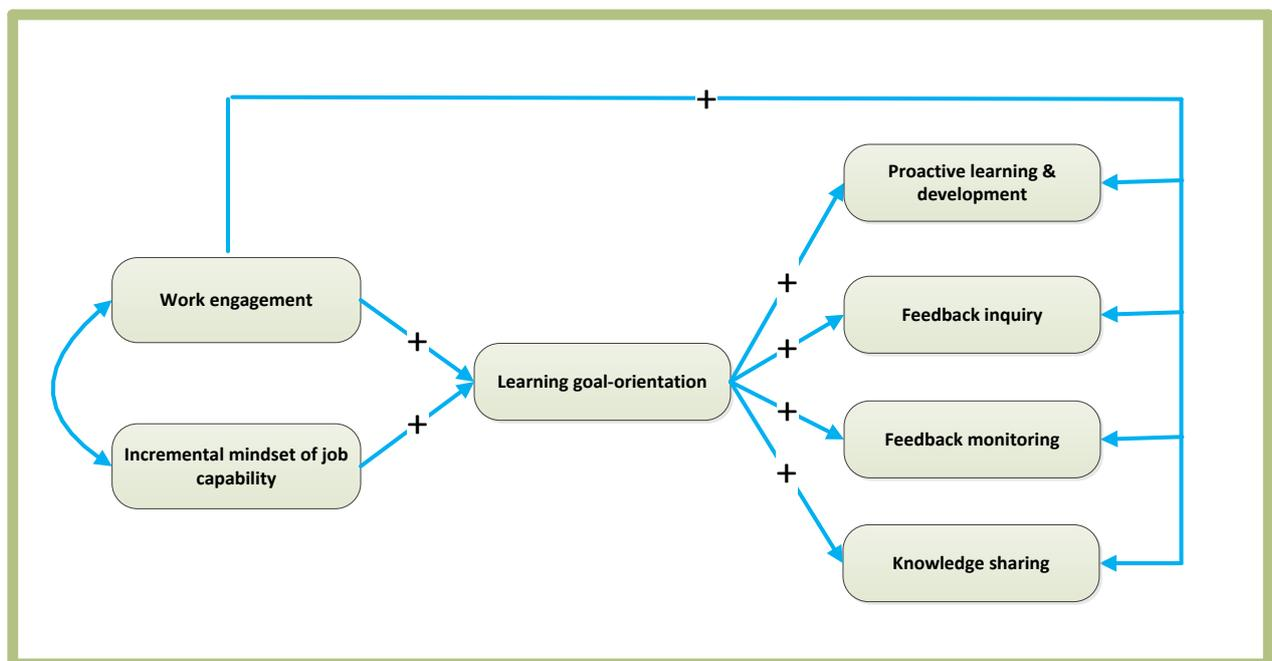 +
Proactive learning &
development
+
Work engagement
Feedback inquiry
+
+
Learning goal-orientation
+
+
Feedback monitoring
Incremental mindset of job
capability
+
Knowledge sharing